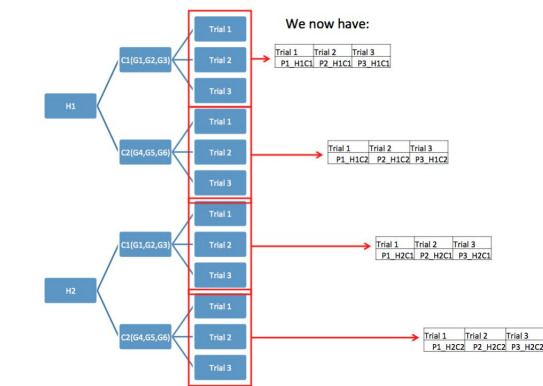 We now have:
Trial 1
Trial 2
Trial 3
C1(G1,G2,G3)
H1
Trial 1 Trial 2 Trial 3
P1_H1C1 P2_H1C1 P3_H1C1
Trial 1
Trial 2
Trial 3
C2(G4,G5,G6)
Trial 1 Trial 2 Trial 3
P1_H1C2 P2_H1C2 P3_H1C2
Trial 1
Trial 2
Trial 3
C1(G1,G2,G3)
H2
Trial 1 Trial 2 Trial 3
P1_H2C1 P2_H2C1 P3_H2C1
Trial 1
Trial 2
Trial 3
C2(G4,G5,G6)
Trial 1 Trial 2 Trial 3
P1_H2C2 P2_H2C2 P3_H2C2